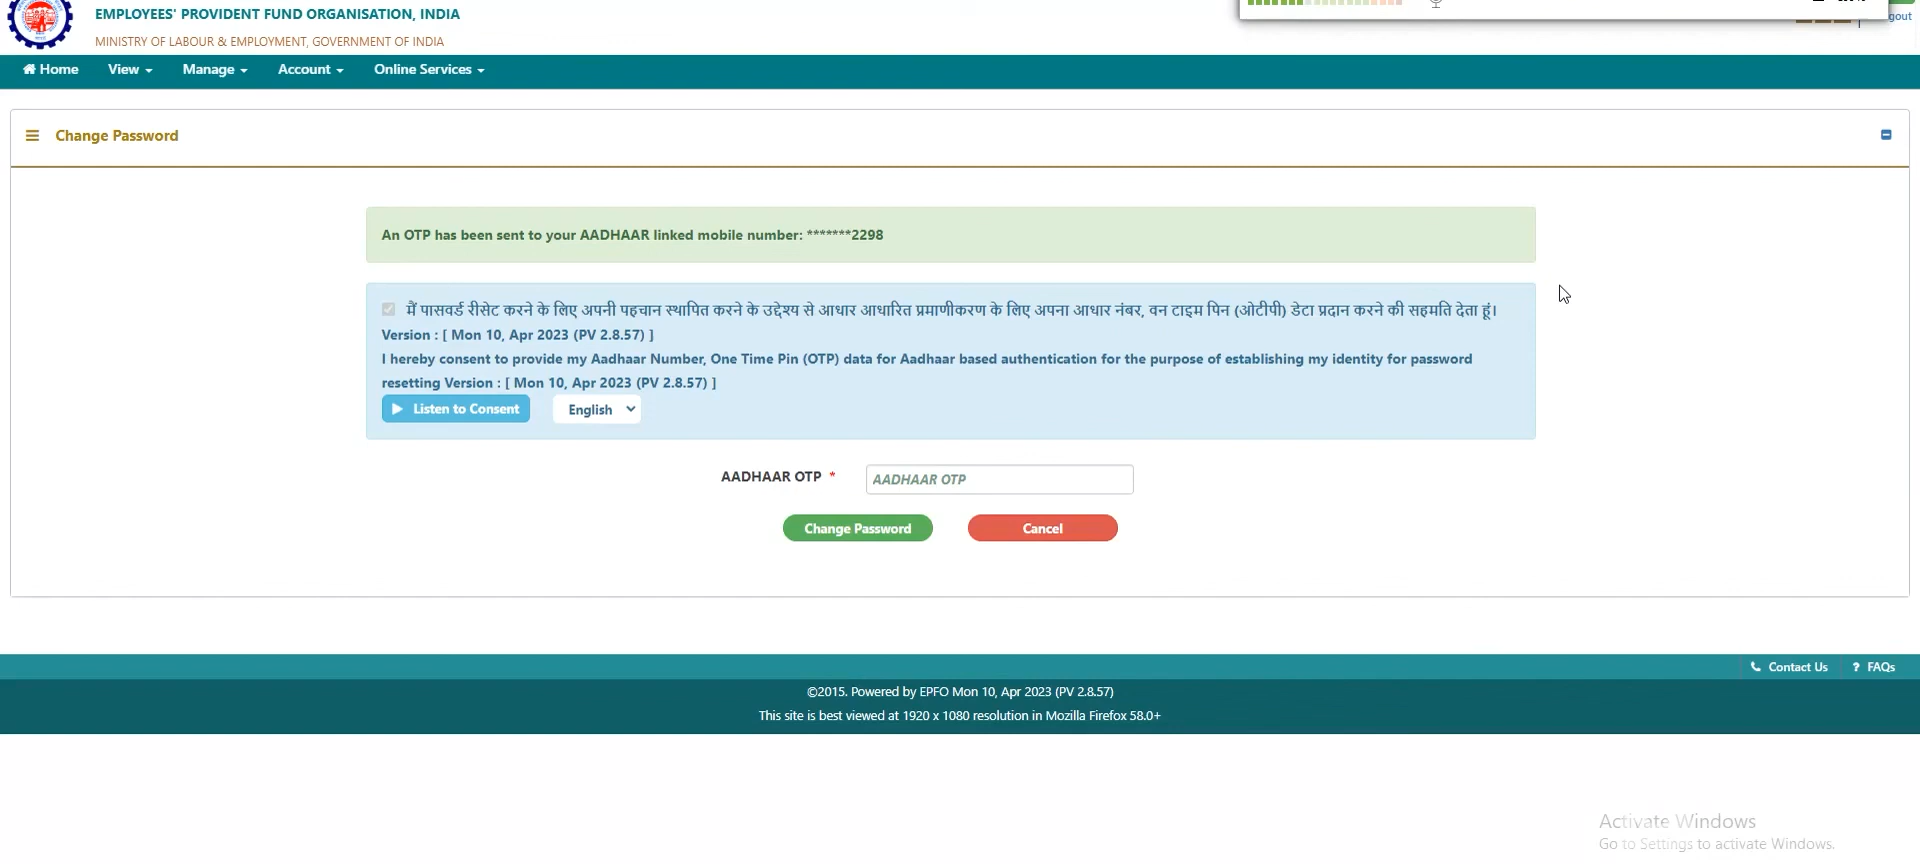 EMPLOYEES' PROVIDENT FUND ORGANISATION, INDIA
MINISTRY OF LABOUR & EMPLOYMENT, GOVERNMENT OF INDIA
gout
Home View Manage Account Online Services
Change Password
An OTP has been sent to your AADHAAR linked mobile number: *******2298
मैं पासवर्ड रीसेट करने के लिए अपनी पहचान स्थापित करने के उद्देश्य से आधार आधारित प्रमाणीकरण के लिए अपना आधार नंबर, वन टाइम पिन (ओटीपी) डेटा प्रदान करने की सहमति देता हूं।
Version : [ Mon 10, Apr 2023 (PV 2.8.57) ]
I hereby consent to provide my Aadhaar Number, One Time Pin (OTP) data for Aadhaar based authentication for the purpose of establishing my identity for password
resetting Version : [ Mon 10, Apr 2023 (PV 2.8.57) ]
Listen to Consent English
AADHAAR OTP * AADHAAR OTP
Change Password Cancel
Contact Us ? FAQs
©2015. Powered by EPFO Mon 10, Apr 2023 (PV 2.8.57)
This site is best viewed at 1920 x 1080 resolution in Mozilla Firefox 58.0+
Activate Windows
Go to Settings to activate Windows.